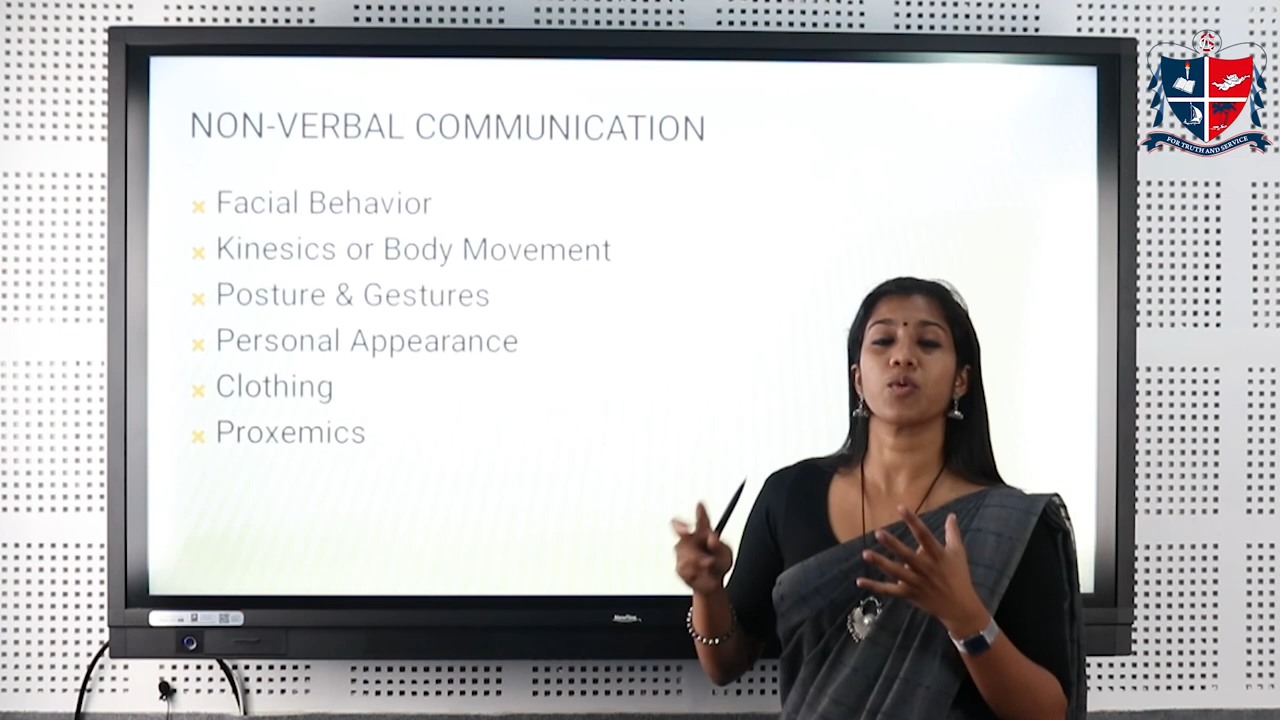 NON-VERBAL COMMUNICATION
Facial Behavior
Kinesics or Body Movement
Posture & Gestures
Personal Appearance
Clothing
Proxemics
FOR TRUTH AND SERVICE